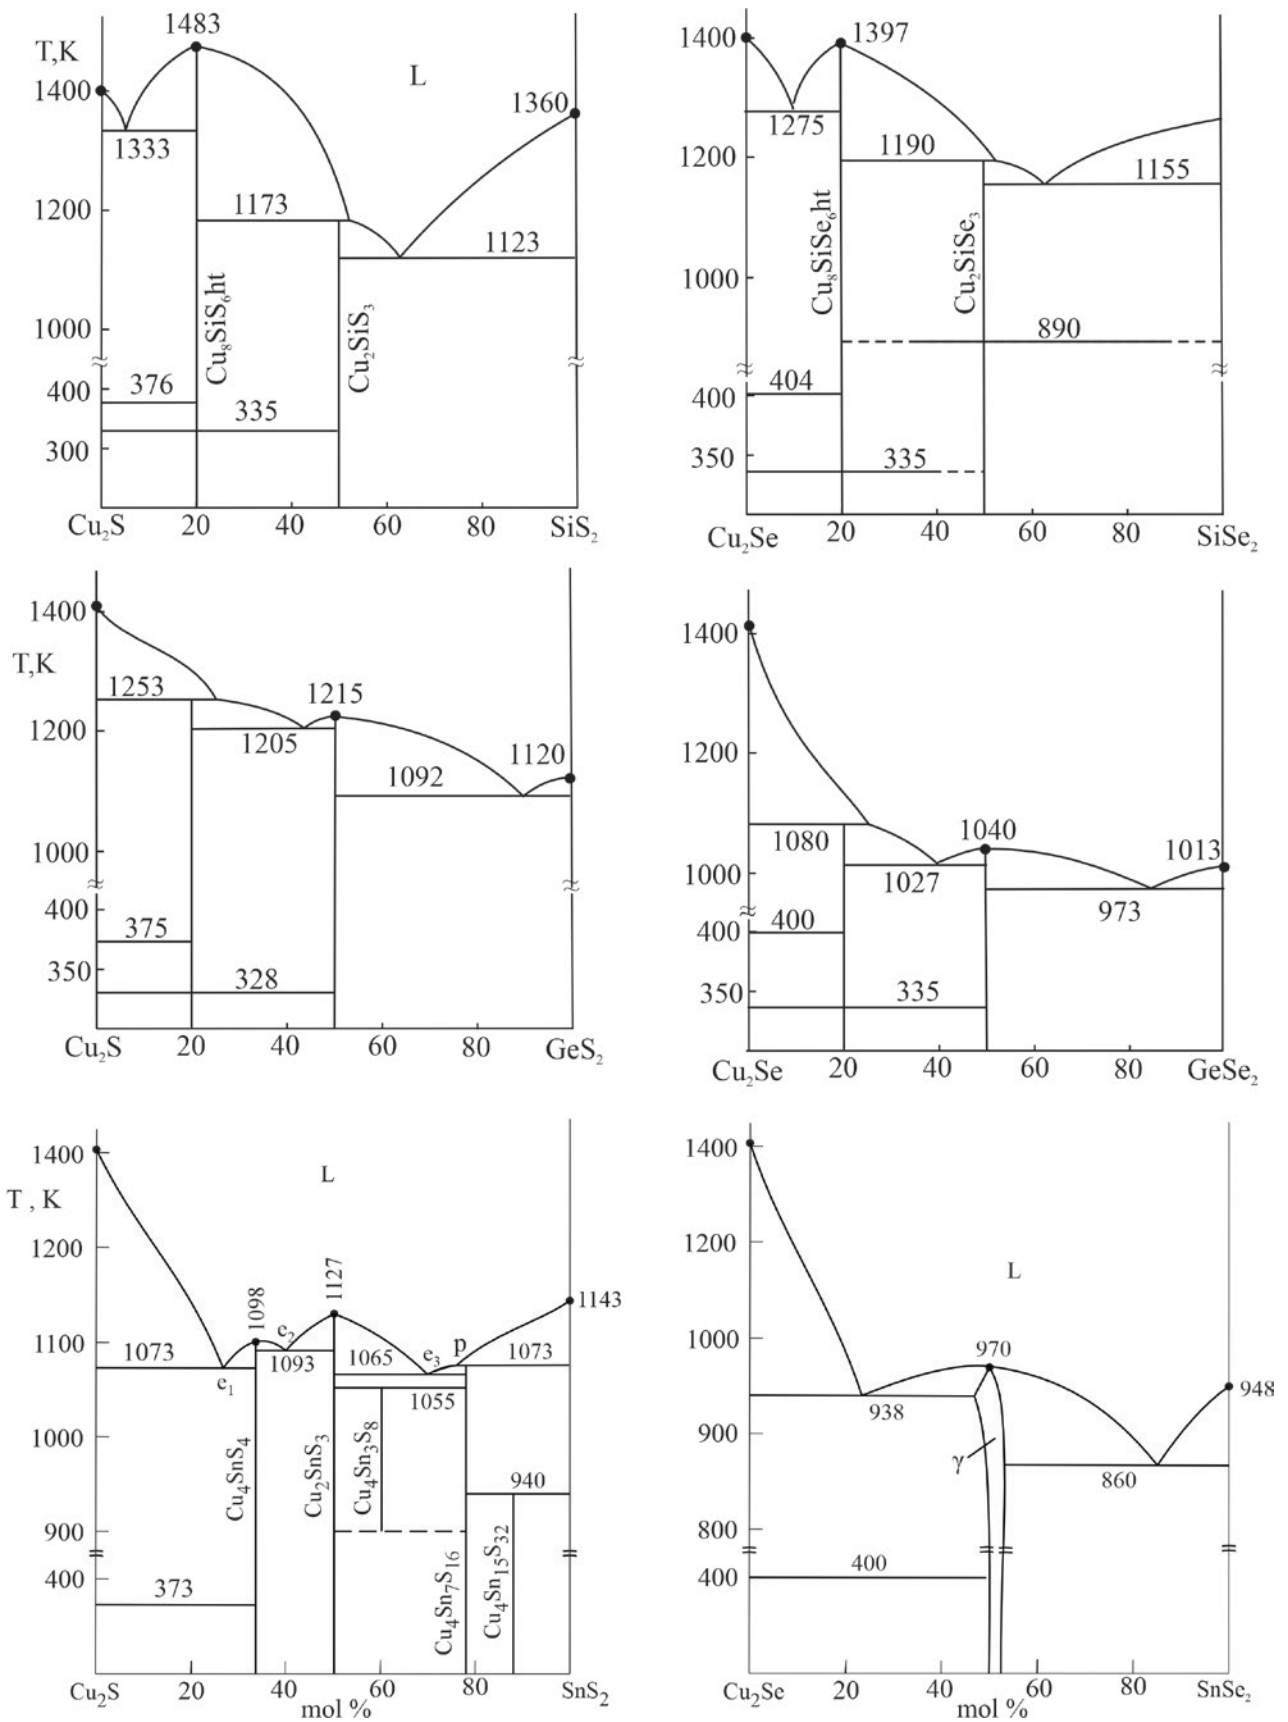 T,K
1400
1200
1000
400
300
1483
L
1360
1333
1173
1123
Cu₈SiS₆ht
Cu₂SiS₃
376
335
Cu₂S 20 40 60 80 SiS₂
1400
1200
1000
400
350
1397
1275
1190
1155
Cu₈SiSe₆ht
Cu₂SiSe₃
890
404
335
Cu₂Se 20 40 60 80 SiSe₂
T,K
1400
1200
1000
400
350
1253
1215
1205
1120
1092
375
328
Cu₂S 20 40 60 80 GeS₂
1400
1200
1000
400
350
1080
1040
1027
1013
973
400
335
Cu₂Se 20 40 60 80 GeSe₂
T , K
1400
1200
1100
1000
900
400
L
1098
1127
1143
e₂
p
1073
1093
1065
e₃
1073
e₁
1055
Cu₄SnS₄
Cu₂SnS₃
Cu₄Sn₃S₈
940
Cu₄Sn₇S₁₆
Cu₄Sn₁₅S₃₂
373
Cu₂S 20 40 60 80 SnS₂
mol %
1400
1200
1000
900
800
400
L
970
948
938
γ
860
400
Cu₂Se 20 40 60 80 SnSe₂
mol %